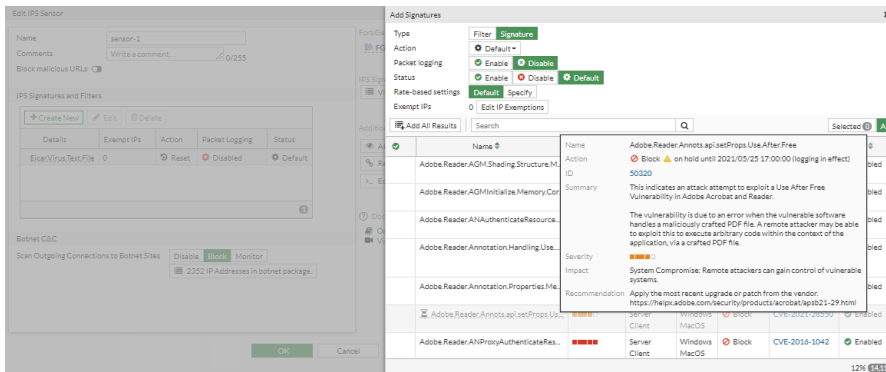 Edit IPS Sensor
Name
sensor-1
Comments
Write a comment...
0/255
Block malicious URLs
IPS Signatures and Filters
Create New
Edit
Delete
Details Exempt IPs Action Packet Logging Status
Eicar.Virus.Test.File 0 Reset Disabled Default
Botnet C&C
Scan Outgoing Connections to Botnet Sites
Disable Block Monitor
2352 IP Addresses in botnet package.
OK
Cancel
Add Signatures
Type
Filter Signature
Action
Default
Packet logging
Enable Disable
Status
Enable Disable Default
Rate-based settings
Default Specify
Exempt IPs
0 Edit IP Exemptions
Add All Results
Search
Selected 0
Name
Adobe.Reader.AGM.Shading.Structure.M...
Adobe.Reader.AGMInitialize.Memory.Cor...
Adobe.Reader.ANAuthenticateResource...
Adobe.Reader.Annotation.Handling.Use....
Adobe.Reader.Annotation.Properties.Me...
Name
Adobe.Reader.Annots.api.setProps.Use.After.Free
Action
Block on hold until 2021/05/25 17:00:00 (logging in effect)
ID
50320
Summary
This indicates an attack attempt to exploit a Use After Free
Vulnerability in Adobe Acrobat and Reader.
The vulnerability is due to an error when the vulnerable software
handles a maliciously crafted PDF file. A remote attacker may be able
to exploit this to execute arbitrary code within the context of the
application, via a crafted PDF file.
Severity
Impact
System Compromise: Remote attackers can gain control of vulnerable
systems.
Recommendation
Apply the most recent upgrade or patch from the vendor.
https://helpx.adobe.com/security/products/acrobat/apsb21-29.html
Adobe.Reader.Annots.api.setProps.Us... Server Windows Block CVE-2021-28550 Enabled
Client MacOS
Adobe.Reader.ANProxyAuthenticateRes... Server Windows Block CVE-2016-1042 Enabled
Client MacOS
12%